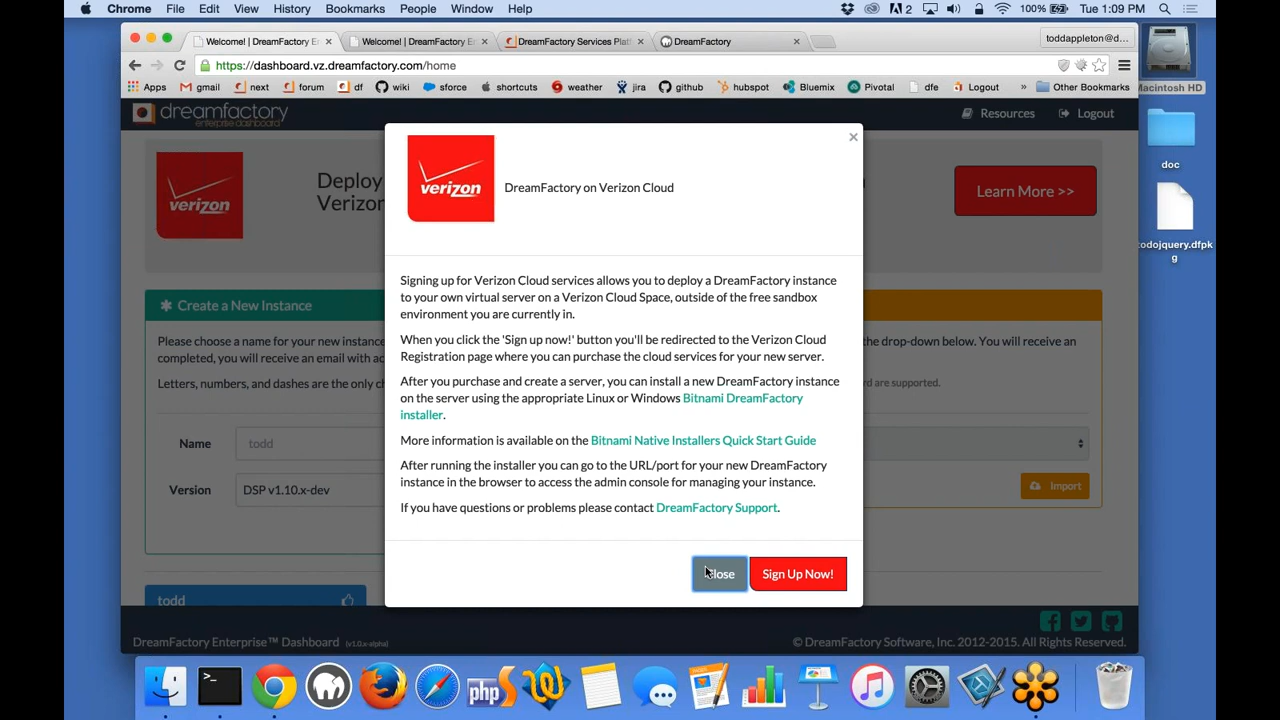 Chrome File Edit View History Bookmarks People Window Help
2 100% Tue 1:09 PM
Welcome! | DreamFactory E
Welcome! | DreamFactory E
DreamFactory Services Plat
DreamFactory
toddappleton@d...
https://dashboard.vz.dreamfactory.com/home
Apps gmail next forum df wiki sforce shortcuts weather jira github hubspot Bluemix Pivotal dfe Logout » Other Bookmarks
Macintosh HD
doc
todojquery.dfpk
g
dreamfactory
enterprise dashboard
Resources Logout
verizon
Deploy
Verizon
Learn More >>
verizon
DreamFactory on Verizon Cloud
×
Signing up for Verizon Cloud services allows you to deploy a DreamFactory instance
to your own virtual server on a Verizon Cloud Space, outside of the free sandbox
environment you are currently in.
When you click the 'Sign up now!' button you'll be redirected to the Verizon Cloud
Registration page where you can purchase the cloud services for your new server.
After you purchase and create a server, you can install a new DreamFactory instance
on the server using the appropriate Linux or Windows Bitnami DreamFactory
installer.
More information is available on the Bitnami Native Installers Quick Start Guide
After running the installer you can go to the URL/port for your new DreamFactory
instance in the browser to access the admin console for managing your instance.
If you have questions or problems please contact DreamFactory Support.
Close
Sign Up Now!
Create a New Instance
Please choose a name for your new instanc
completed, you will receive an email with ac
Letters, numbers, and dashes are the only c
Name todd
Version DSP v1.10.x-dev
the drop-down below. You will receive an
rd are supported.
Import
todd
DreamFactory Enterprise™ Dashboard (v1.0.x-alpha)
© DreamFactory Software, Inc. 2012-2015. All Rights Reserved.
php